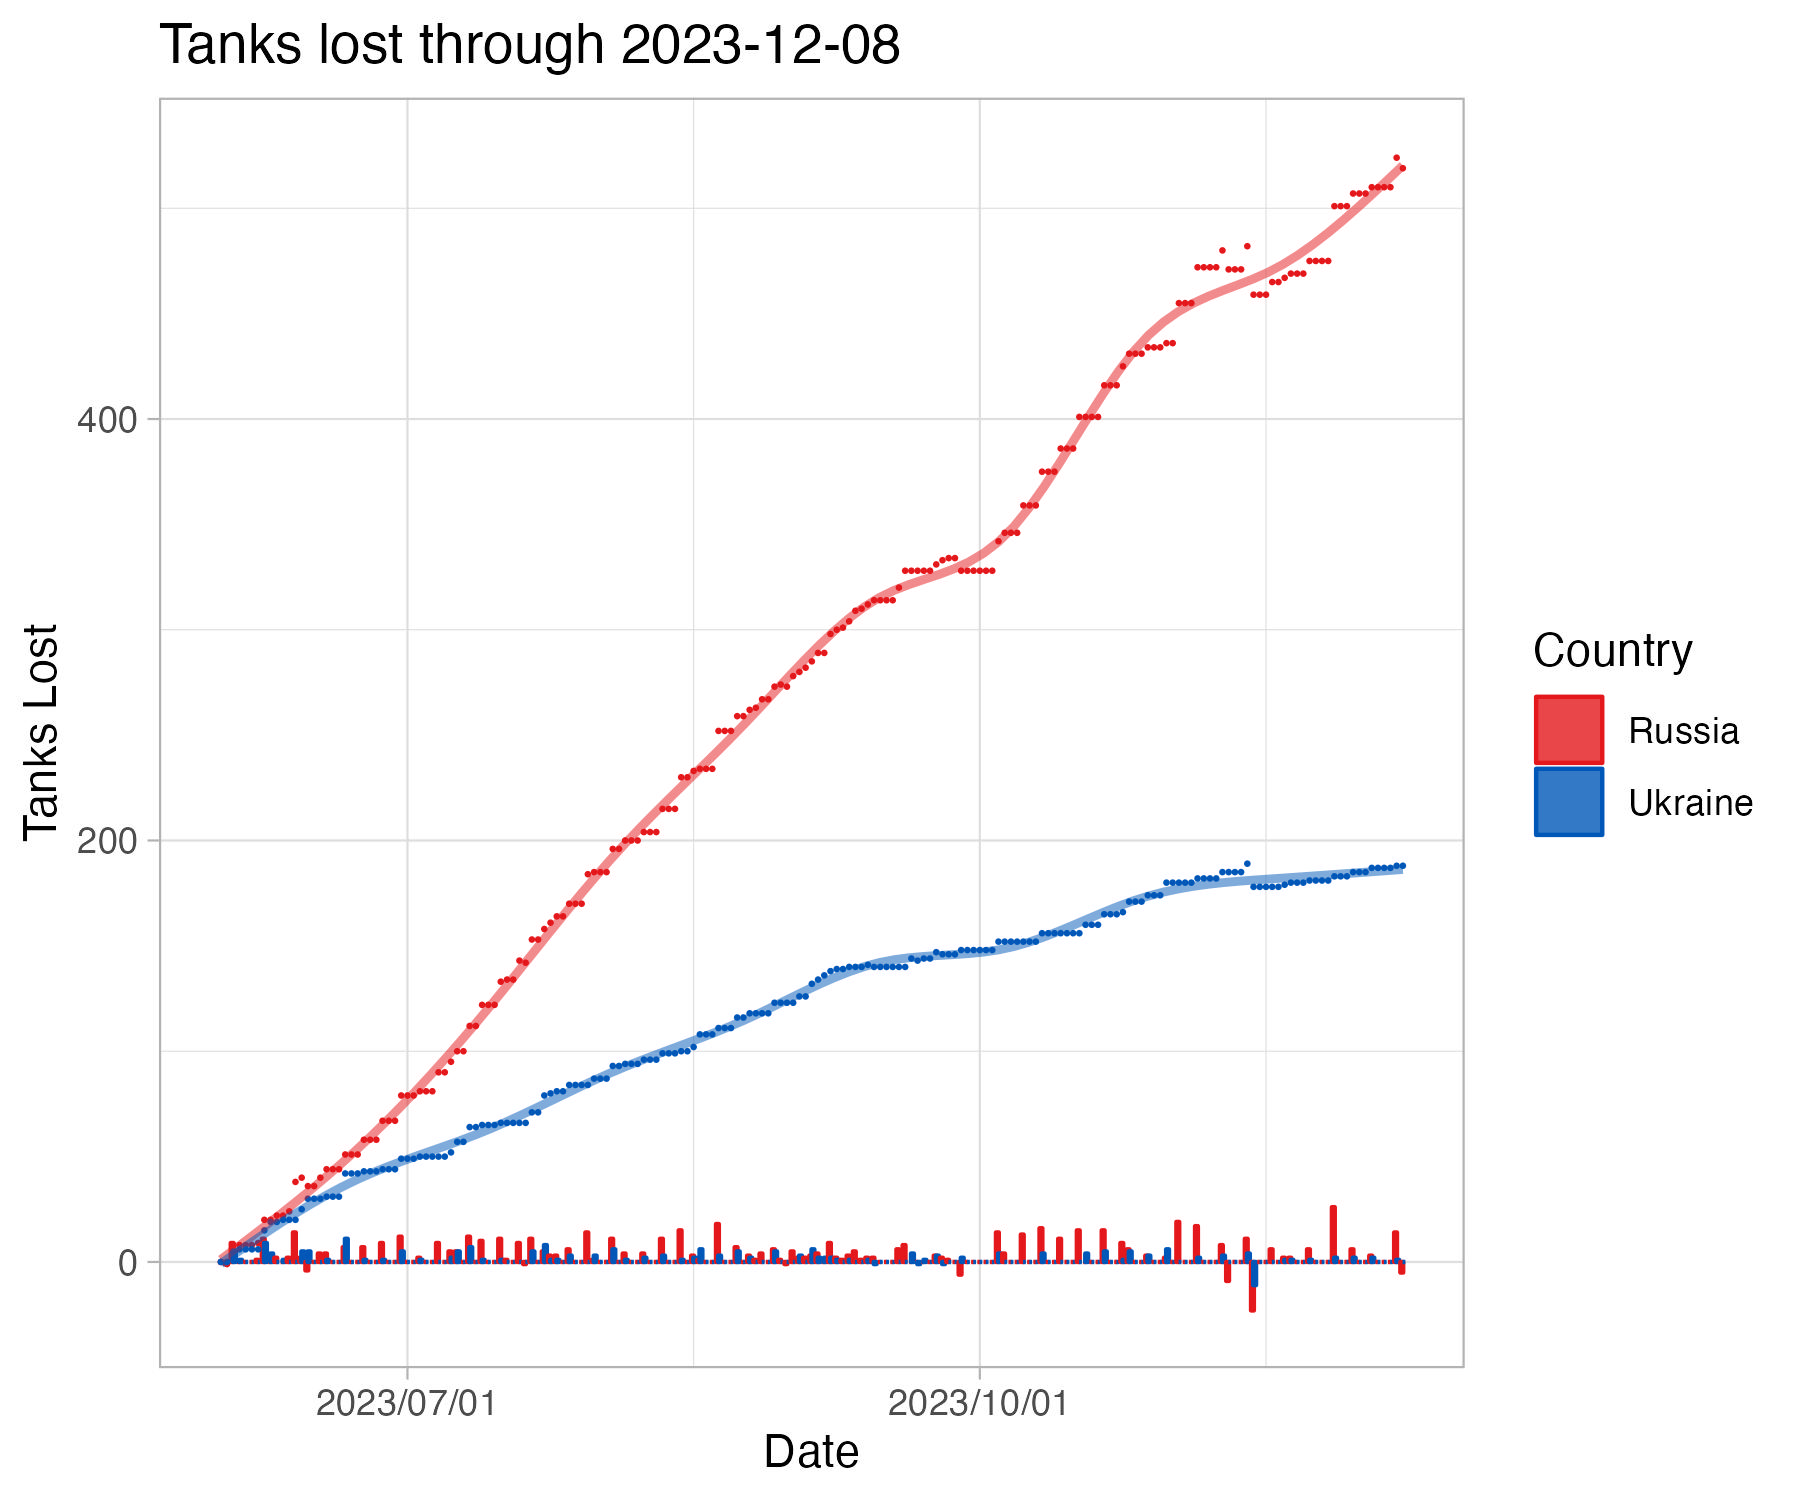 Tanks lost through 2023-12-08
Tanks Lost
400
200
0
2023/07/01
2023/10/01
Date
Country
Russia
Ukraine